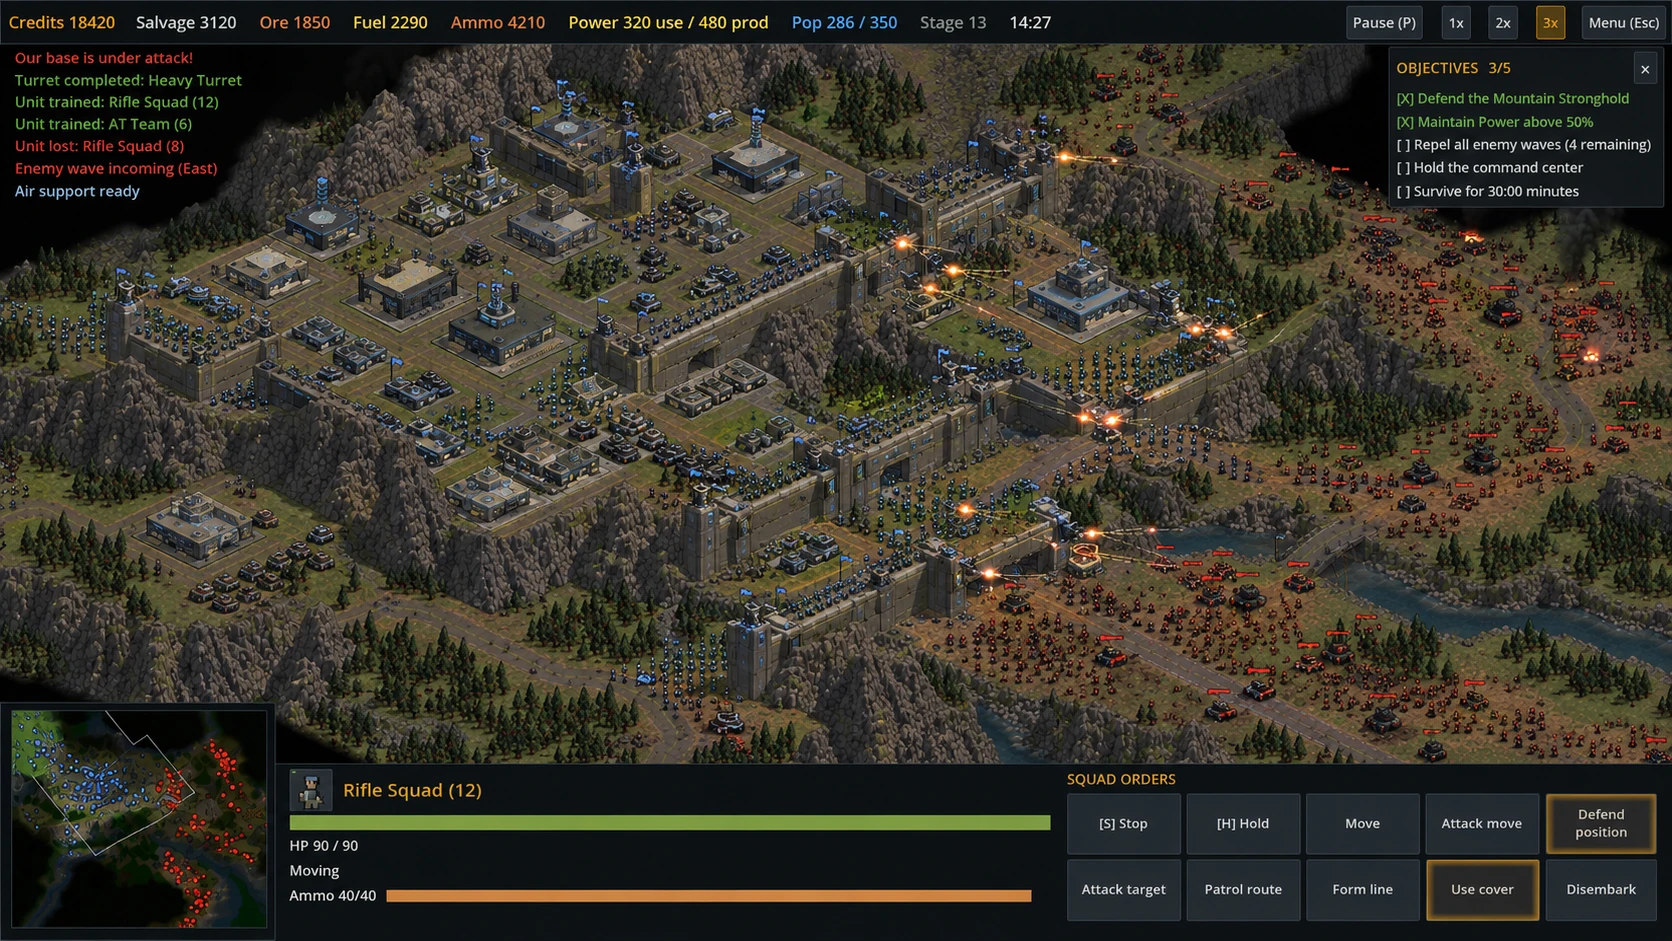 Credits 18420 Salvage 3120 Ore 1850 Fuel 2290 Ammo 4210 Power 320 use / 480 prod Pop 286 / 350 Stage 13 14:27 Pause (P) 1x 2x 3x Menu (Esc)
Our base is under attack!
Turret completed: Heavy Turret
Unit trained: Rifle Squad (12)
Unit trained: AT Team (6)
Unit lost: Rifle Squad (8)
Enemy wave incoming (East)
Air support ready
OBJECTIVES 3/5 ×
[X] Defend the Mountain Stronghold
[X] Maintain Power above 50%
[ ] Repel all enemy waves (4 remaining)
[ ] Hold the command center
[ ] Survive for 30:00 minutes
Rifle Squad (12)
HP 90 / 90
Moving
Ammo 40/40
SQUAD ORDERS
[S] Stop
[H] Hold
Move
Attack move
Defend
position
Attack target
Patrol route
Form line
Use cover
Disembark